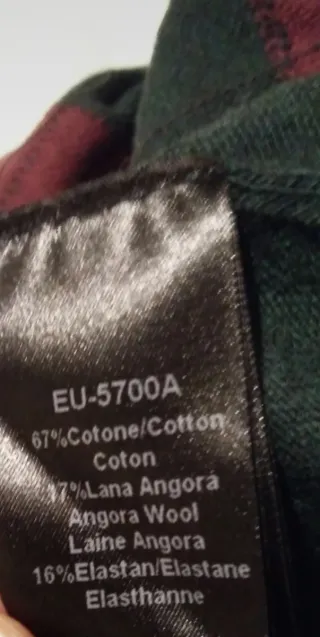 EU-5700A
67%Cotone/Cotton
Coton
17%Lana Angora
Angora Wool
Laine Angora
16%Elastan/Elastane
Elasthanne